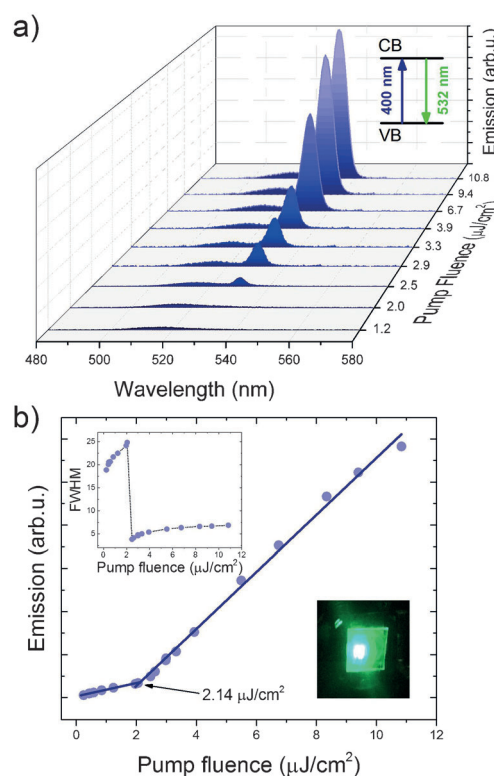 a)
Emission (arb.u.)
CB
400 nm
532 nm
VB
10.8
9.4
6.7
3.9
3.3
2.9
2.5
2.0
1.2
Pump Fluence (µJ/cm²)
480 500 520 540 560 580
Wavelength (nm)
b)
Emission (arb.u.)
25
20
15
10
5
FWHM
0 2 4 6 8 10 12
Pump fluence (µJ/cm²)
2.14 µJ/cm²
0 2 4 6 8 10 12
Pump fluence (µJ/cm²)